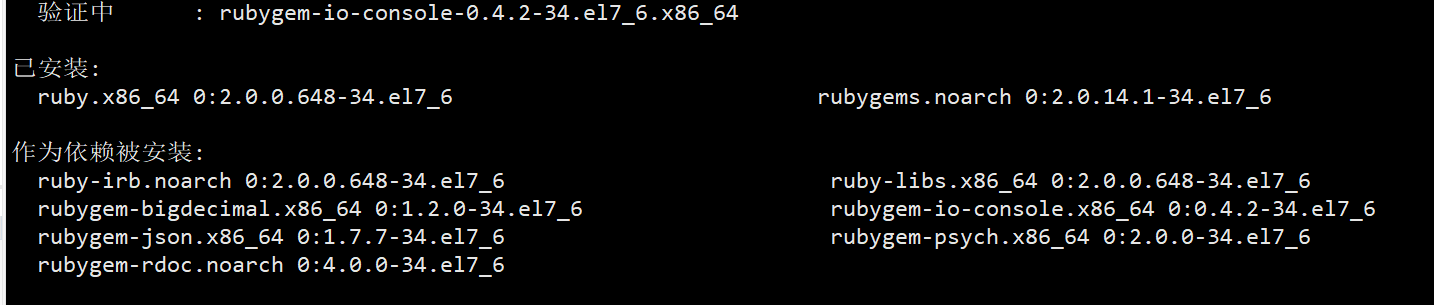 验证中      : rubygem-io-console-0.4.2-34.el7_6.x86_64
已安装:
ruby.x86_64 0:2.0.0.648-34.el7_6                              rubygems.noarch 0:2.0.14.1-34.el7_6
作为依赖被安装:
ruby-irb.noarch 0:2.0.0.648-34.el7_6                          ruby-libs.x86_64 0:2.0.0.648-34.el7_6
rubygem-bigdecimal.x86_64 0:1.2.0-34.el7_6                    rubygem-io-console.x86_64 0:0.4.2-34.el7_6
rubygem-json.x86_64 0:1.7.7-34.el7_6                          rubygem-psych.x86_64 0:2.0.0-34.el7_6
rubygem-rdoc.noarch 0:4.0.0-34.el7_6